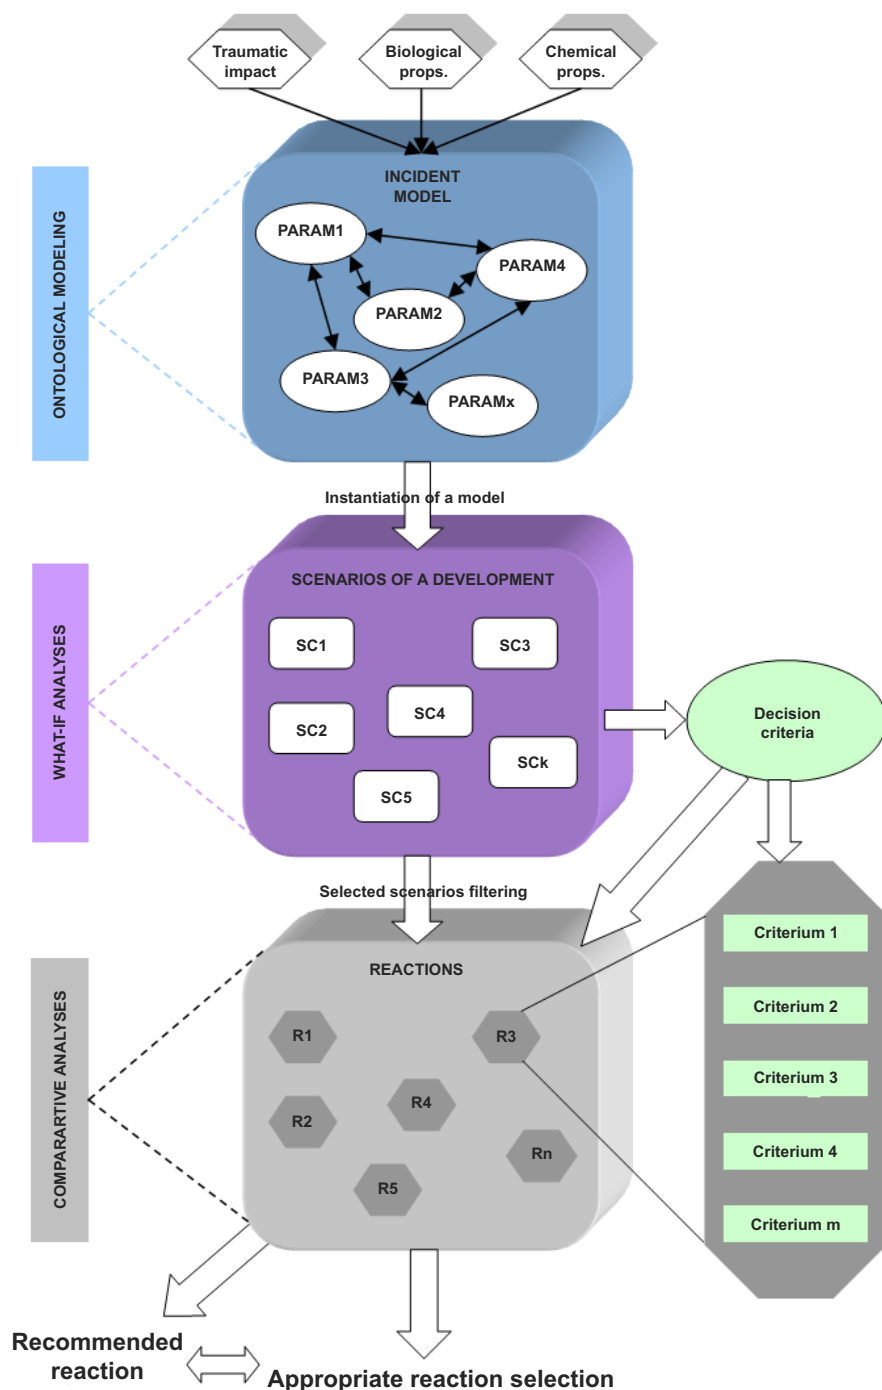 Traumatic
impact
Biological
props.
Chemical
props.
ONTOLOGICAL MODELING
INCIDENT
MODEL
PARAM1
PARAM4
PARAM2
PARAM3
PARAMx
Instantiation of a model
WHAT-IF ANALYSES
SCENARIOS OF A DEVELOPMENT
SC1
SC3
SC4
SC2
SCk
SC5
Decision
criteria
Selected scenarios filtering
COMPARARTIVE ANALYSES
REACTIONS
R1
R3
R4
R2
Rn
R5
Criterium 1
Criterium 2
Criterium 3
Criterium 4
Criterium m
Recommended
reaction
Appropriate reaction selection